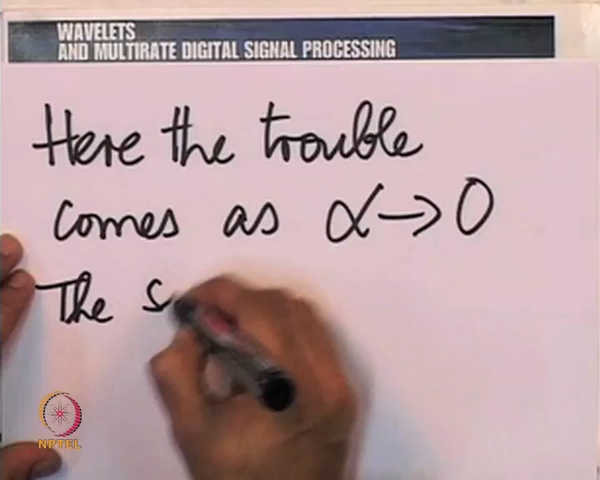 WAVELETS
AND MULTIRATE DIGITAL SIGNAL PROCESSING
Here the trouble
comes as α→0
The s
NPTEL